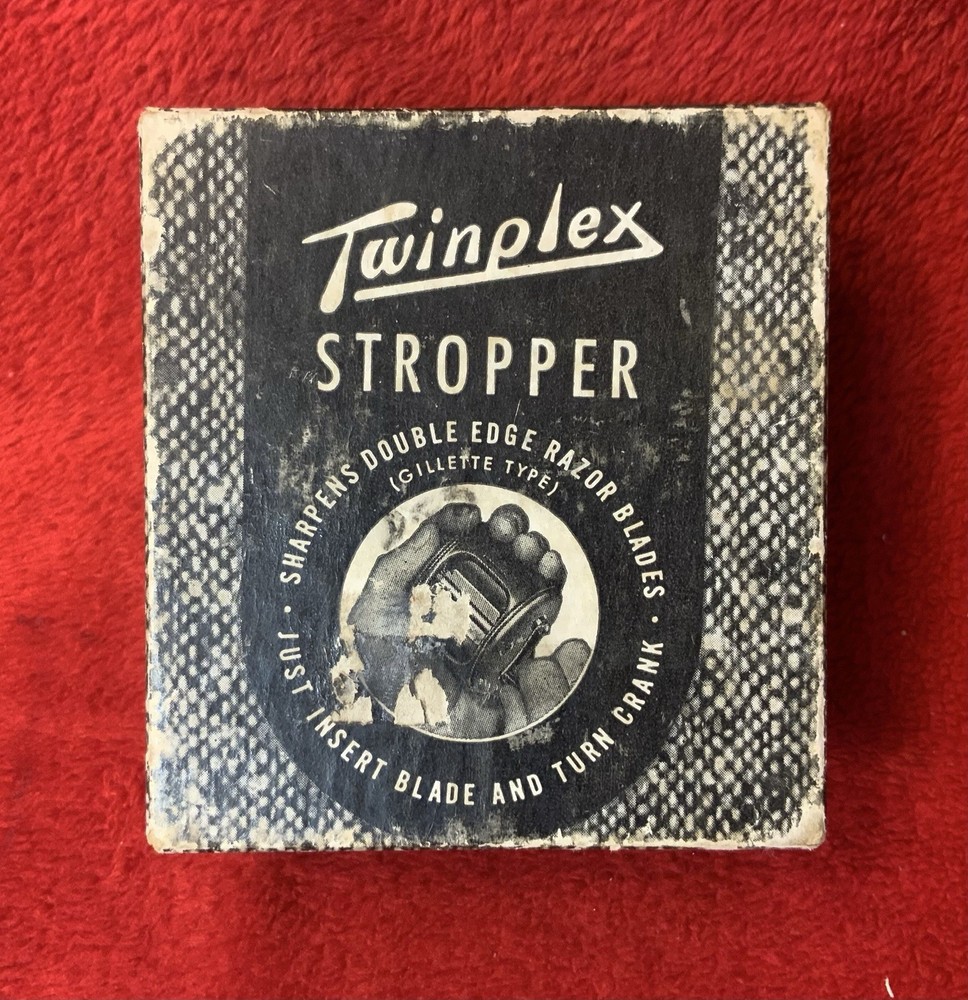 Twinplex
STROPPER
SHARPENS DOUBLE EDGE RAZOR BLADES
(GILLETTE TYPE)
• JUST INSERT BLADE AND TURN CRANK •